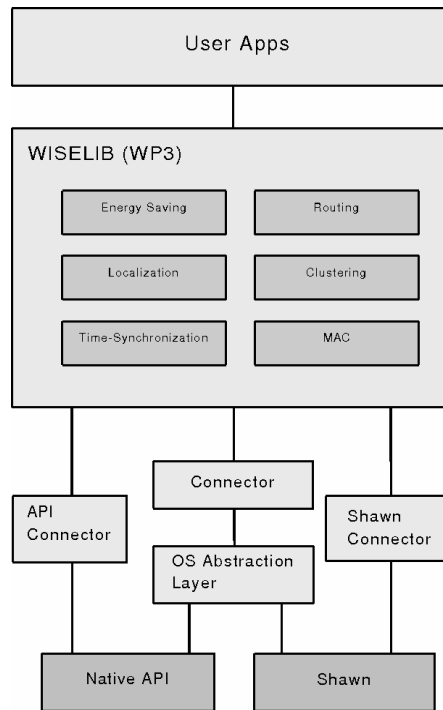 User Apps
WISELIB (WP3)
Energy Saving
Routing
Localization
Clustering
Time-Synchronization
MAC
API
Connector
Connector
Shawn
Connector
OS Abstraction
Layer
Native API
Shawn